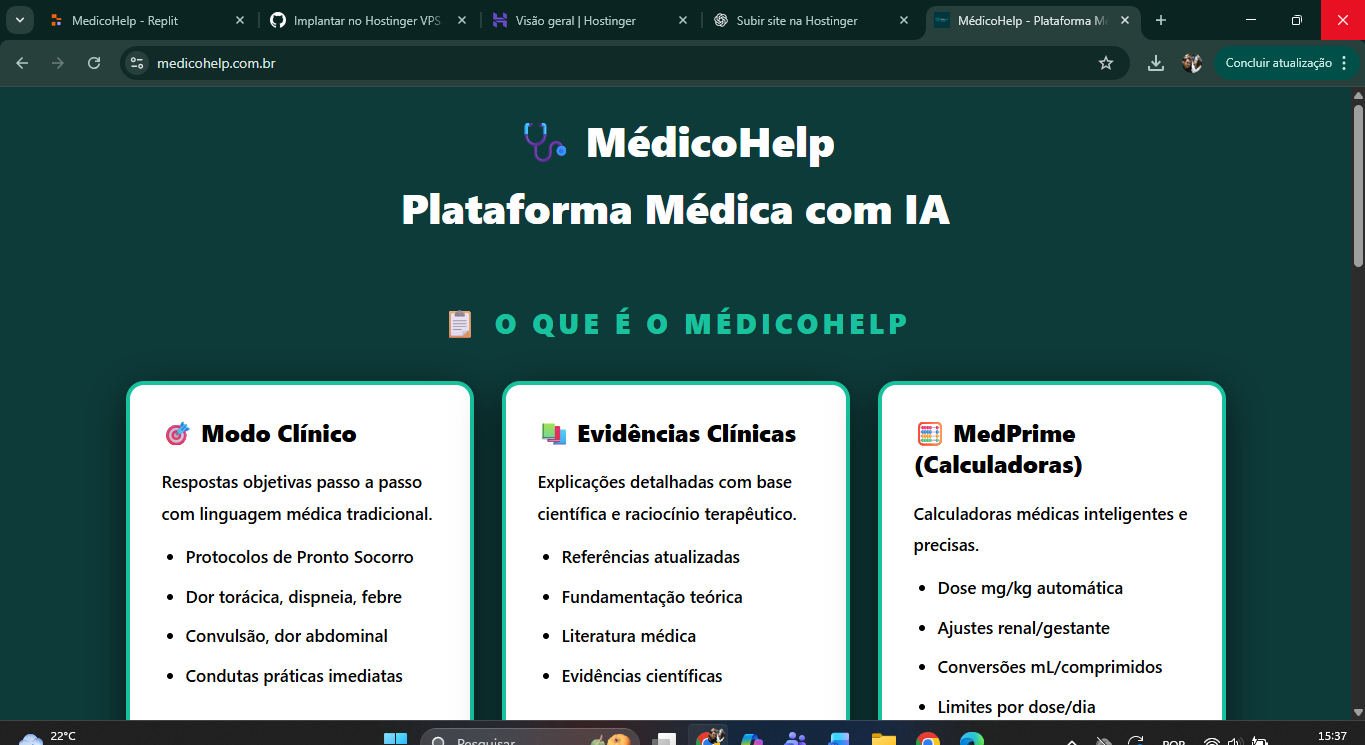 MedicoHelp - Replit
Implantar no Hostinger VPS
Visão geral | Hostinger
Subir site na Hostinger
MédicoHelp - Plataforma Mé
medicohelp.com.br
Concluir atualização
MédicoHelp
Plataforma Médica com IA
O QUE É O MÉDICOHELP
Modo Clínico
Respostas objetivas passo a passo
com linguagem médica tradicional.
Protocolos de Pronto Socorro
Dor torácica, dispneia, febre
Convulsão, dor abdominal
Condutas práticas imediatas
Evidências Clínicas
Explicações detalhadas com base
científica e raciocínio terapêutico.
Referências atualizadas
Fundamentação teórica
Literatura médica
Evidências científicas
MedPrime
(Calculadoras)
Calculadoras médicas inteligentes e
precisas.
Dose mg/kg automática
Ajustes renal/gestante
Conversões mL/comprimidos
Limites por dose/dia
22°C
Pesquisar
POR
15:37